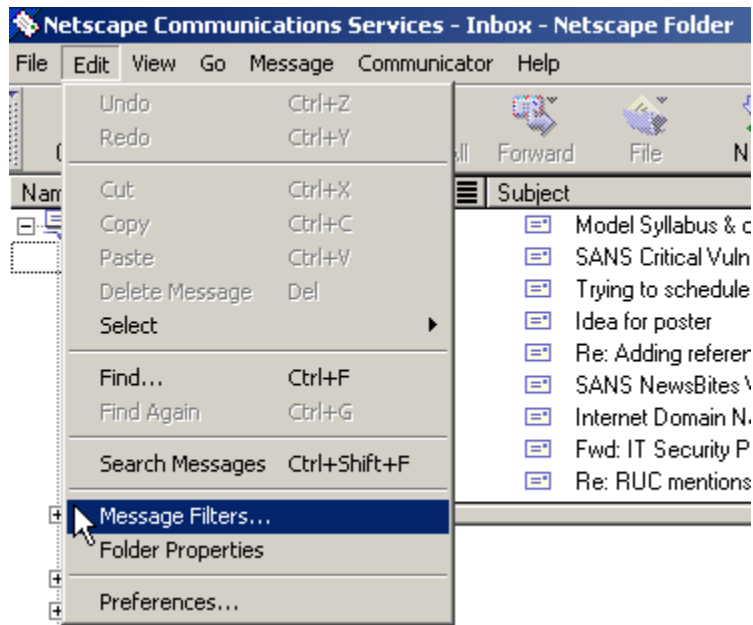 Netscape Communications Services - Inbox - Netscape Folder
File Edit View Go Message Communicator Help
Forward File
Subject
Undo Ctrl+Z
Redo Ctrl+Y
Cut Ctrl+X
Copy Ctrl+C
Paste Ctrl+V
Delete Message Del
Select
Find... Ctrl+F
Find Again Ctrl+G
Search Messages Ctrl+Shift+F
Message Filters...
Folder Properties
Preferences...
Model Syllabus &
SANS Critical Vuln
Trying to schedule
Idea for poster
Re: Adding referen
SANS NewsBites
Internet Domain
Fwd: IT Security P
Re: RUC mentions